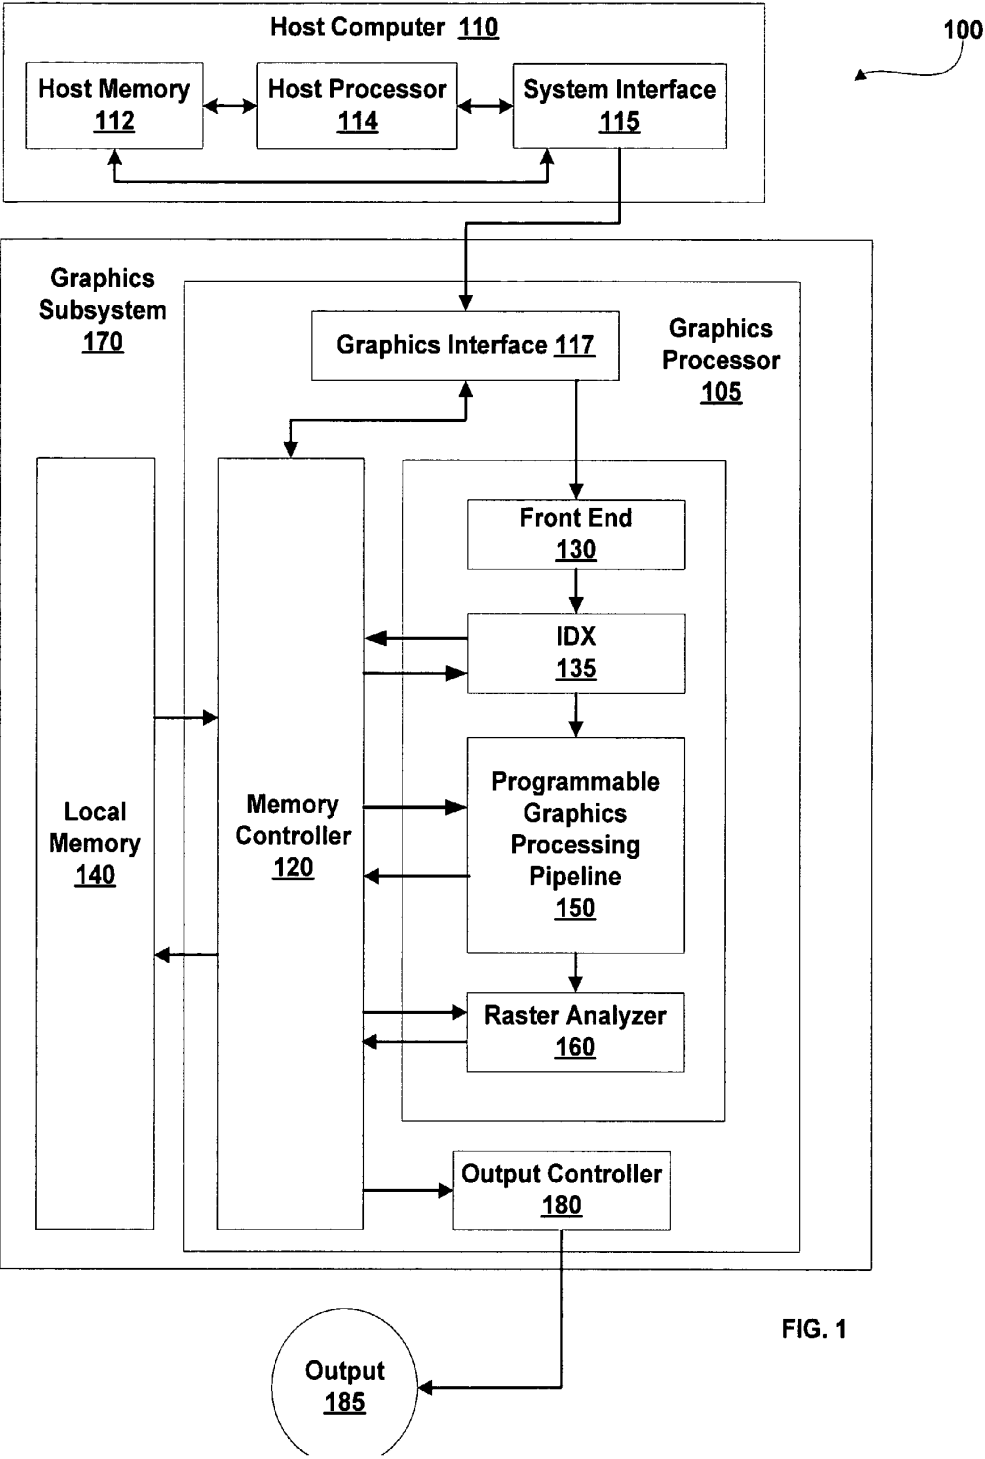 Host Computer 110
100
Host Memory
112
Host Processor
114
System Interface
115
Graphics
Subsystem
170
Graphics
Processor
105
Graphics Interface 117
Front End
130
IDX
135
Programmable
Graphics
Processing
Pipeline
150
Local
Memory
140
Memory
Controller
120
Raster Analyzer
160
Output Controller
180
Output
185
FIG. 1